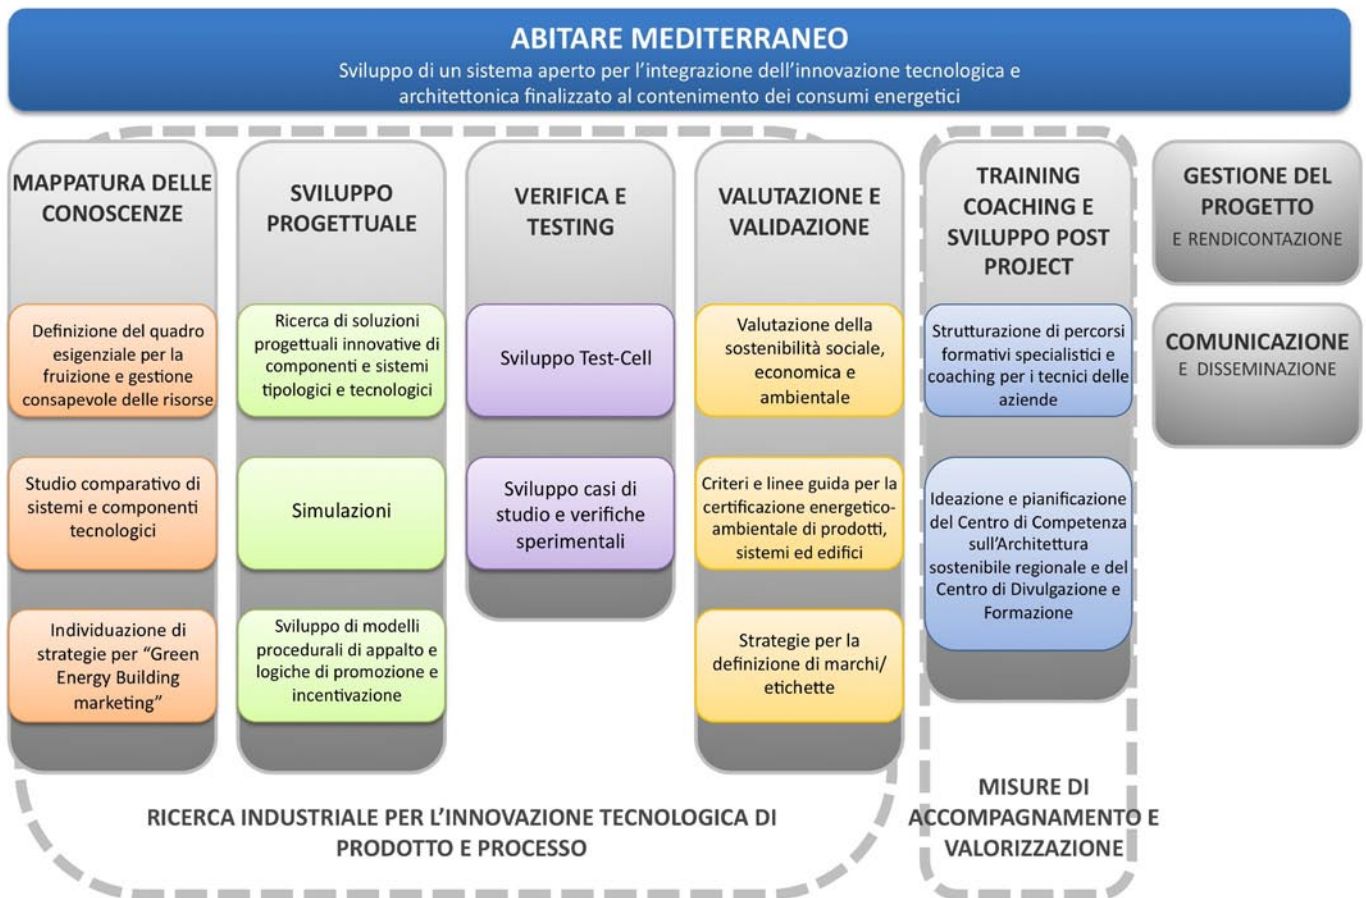 ABITARE MEDITERRANEO
Sviluppo di un sistema aperto per l'integrazione dell'innovazione tecnologica e
architettonica finalizzato al contenimento dei consumi energetici
MAPPATURA DELLE
CONOSCENZE
Definizione del quadro
esigenziale per la
fruizione e gestione
consapevole delle risorse
Studio comparativo di
sistemi e componenti
tecnologici
Individuazione di
strategie per "Green
Energy Building
marketing"
SVILUPPO
PROGETTUALE
Ricerca di soluzioni
progettuali innovative di
componenti e sistemi
tipologici e tecnologici
Simulazioni
Sviluppo di modelli
procedurali di appalto e
logiche di promozione e
incentivazione
VERIFICA E
TESTING
Sviluppo Test-Cell
Sviluppo casi di
studio e verifiche
sperimentali
VALUTAZIONE E
VALIDAZIONE
Valutazione della
sostenibilità sociale,
economica e
ambientale
Criteri e linee guida per la
certificazione energetico-
ambientale di prodotti,
sistemi ed edifici
Strategie per la
definizione di marchi/
etichette
RICERCA INDUSTRIALE PER L'INNOVAZIONE TECNOLOGICA DI
PRODOTTO E PROCESSO
TRAINING
COACHING E
SVILUPPO POST
PROJECT
Strutturazione di percorsi
formativi specialistici e
coaching per i tecnici delle
aziende
Ideazione e pianificazione
del Centro di Competenza
sull'Architettura
sostenibile regionale e del
Centro di Divulgazione e
Formazione
MISURE DI
ACCOMPAGNAMENTO E
VALORIZZAZIONE
GESTIONE DEL
PROGETTO
E RENDICONTAZIONE
COMUNICAZIONE
E DISSEMINAZIONE